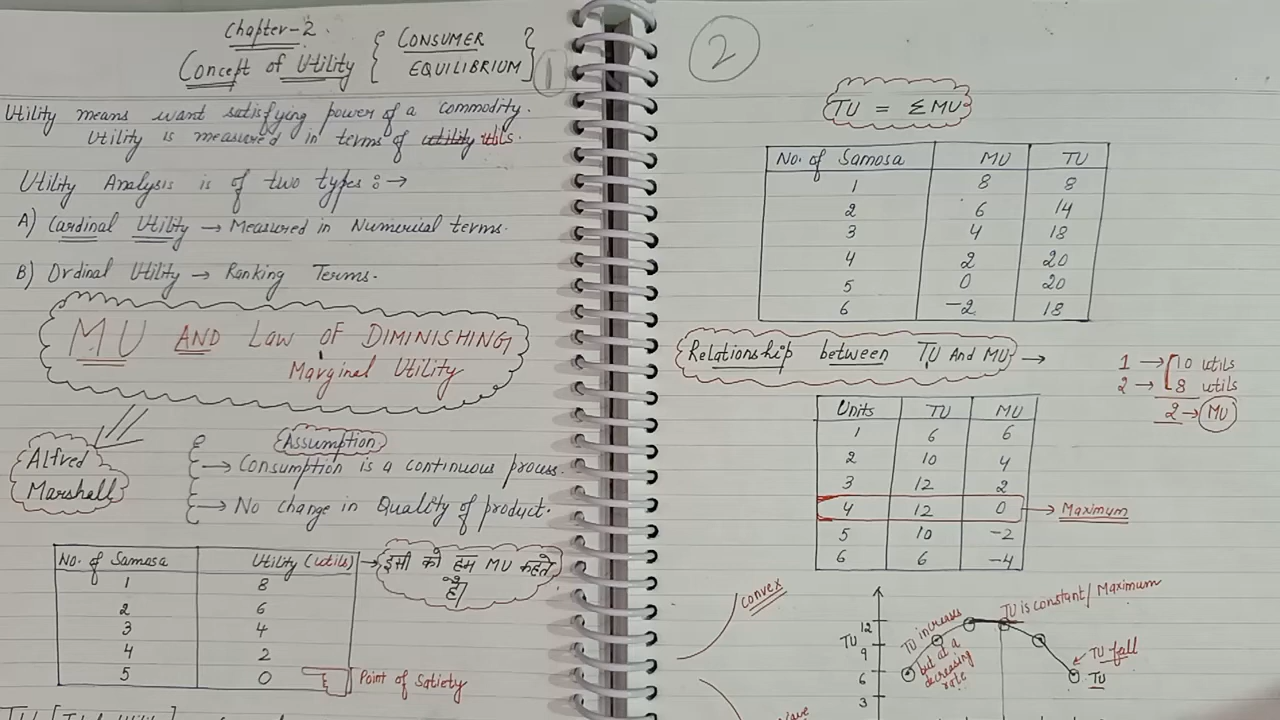 Chapter-2.
Concept of Utility { CONSUMER
EQUILIBRIUM }
1
Utility means want satisfying power of a commodity.
Utility is measured in terms of utility utils.
Utility Analysis is of two types :→
A) Cardinal Utility → Measured in Numerical terms.
B) Ordinal Utility → Ranking Terms.
MU AND Law OF DIMINISHING
Marginal Utility
Alfred
Marshall
Assumption
→ Consumption is a continuous process.
→ No change in Quality of product.
No. of Samosa Utility (utils) → इसी को हम MU कहते
है।
1 8
2 6
3 4
4 2
5 0 Point of Satiety
2
TU = ΣMU
No. of Samosa MU TU
1 8 8
2 6 14
3 4 18
4 2 20
5 0 20
6 -2 18
Relationship between TU And MU →
1 → 10 utils
2 → 8 utils
2 → MU
Units TU MU
1 6 6
2 10 4
3 12 2
4 12 0 → Maximum
5 10 -2
6 6 -4
convex
TU is constant/Maximum
TU increases
but at a
decreasing
rate
TU
12
9
6
3
TU fall
TU